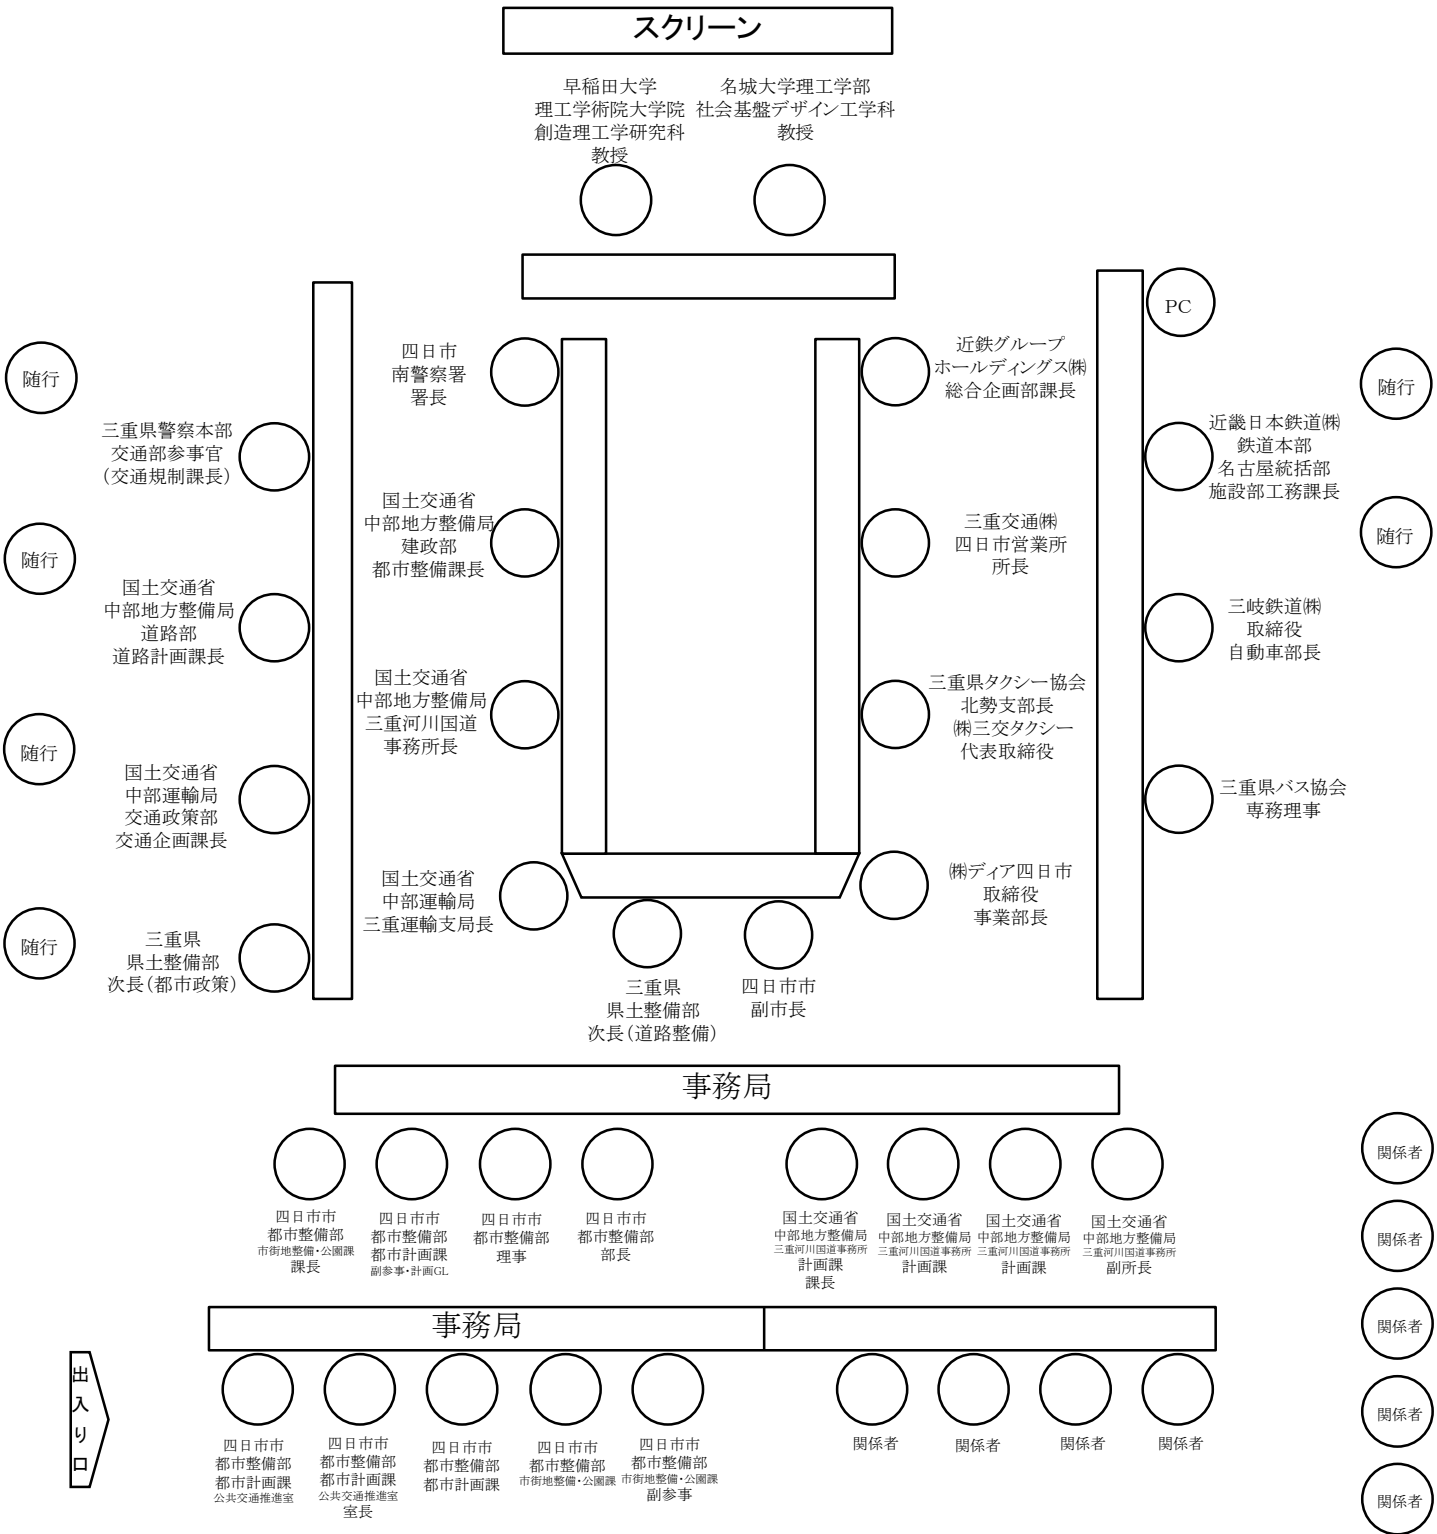 スクリーン
早稲田大学
理工学術院大学院
創造理工学研究科
教授
名城大学理工学部
社会基盤デザイン工学科
教授
PC
四日市
南警察署
署長
近鉄グループ
ホールディングス㈱
総合企画部課長
随行
随行
三重県警察本部
交通部参事官
(交通規制課長)
近畿日本鉄道㈱
鉄道本部
名古屋統括部
施設部工務課長
国土交通省
中部地方整備局
建政部
都市整備課長
三重交通㈱
四日市営業所
所長
随行
随行
国土交通省
中部地方整備局
道路部
道路計画課長
三岐鉄道㈱
取締役
自動車部長
国土交通省
中部地方整備局
三重河川国道
事務所長
三重県タクシー協会
北勢支部長
㈱三交タクシー
代表取締役
随行
国土交通省
中部運輸局
交通政策部
交通企画課長
三重県バス協会
専務理事
国土交通省
中部運輸局
三重運輸支局長
㈱ディア四日市
取締役
事業部長
随行
三重県
県土整備部
次長(都市政策)
三重県
県土整備部
次長(道路整備)
四日市市
副市長
事務局
四日市市
都市整備部
市街地整備・公園課
課長
四日市市
都市整備部
都市計画課
副参事・計画GL
四日市市
都市整備部
理事
四日市市
都市整備部
部長
国土交通省
中部地方整備局
三重河川国道事務所
計画課
課長
国土交通省
中部地方整備局
三重河川国道事務所
計画課
国土交通省
中部地方整備局
三重河川国道事務所
計画課
国土交通省
中部地方整備局
三重河川国道事務所
副所長
関係者
関係者
関係者
関係者
関係者
事務局
出入り口
四日市市
都市整備部
都市計画課
公共交通推進室
四日市市
都市整備部
都市計画課
公共交通推進室
室長
四日市市
都市整備部
都市計画課
四日市市
都市整備部
市街地整備・公園課
四日市市
都市整備部
市街地整備・公園課
副参事
関係者
関係者
関係者
関係者